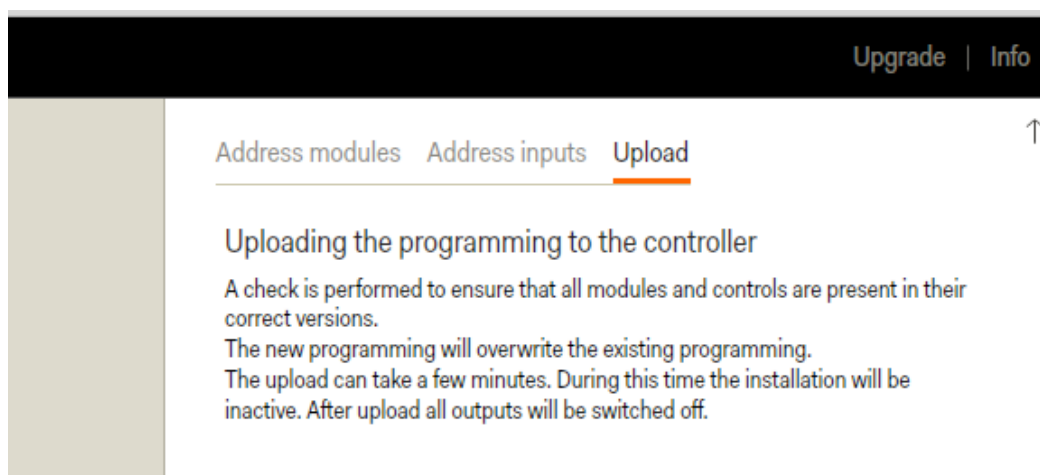 Upgrade | Info
Address modules Address inputs Upload
Uploading the programming to the controller
A check is performed to ensure that all modules and controls are present in their
correct versions.
The new programming will overwrite the existing programming.
The upload can take a few minutes. During this time the installation will be
inactive. After upload all outputs will be switched off.